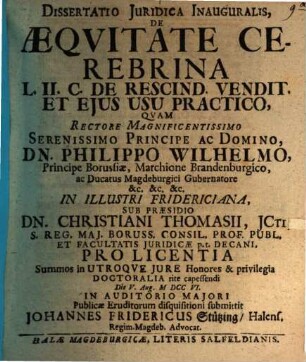 DISSERTATIO JURIDICA INAUGURALIS,
DE
ÆQVITATE CE-
REBRINA
L. II. C. DE RESCIND. VENDIT.
ET EJUS USU PRACTICO,
QVAM
RECTORE MAGNIFICENTISSIMO
SERENISSIMO PRINCIPE AC DOMINO,
DN. PHILIPPO WILHELMO,
Principe Borussiæ, Marchione Brandenburgico,
ac Ducatus Magdeburgici Gubernatore
&c. &c. &c.
IN ILLUSTRI FRIDERICIANA,
SUB PRÆSIDIO
DN. CHRISTIANI THOMASII, JCTi
S. REG. MAJ. BORUSS. CONSIL. PROF. PUBL.
ET FACULTATIS JURIDICÆ p.t. DECANI,
PRO LICENTIA
Summos in UTROQVE JURE Honores & privilegia
DOCTORALIA rite capessendi
Die V. Aug. M DCC VI.
IN AUDITORIO MAJORI
Publicæ Eruditorum disquisitioni submittit
JOHANNES FRIDERICUS Stützing/ Halens.
Regim. Magdeb. Advocat.
HALÆ MAGDEBURGICÆ, LITERIS SALFELDIANIS.